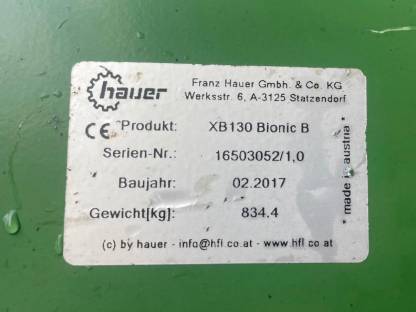 hauer
Franz Hauer Gmbh. & Co. KG
Werksstr. 6, A-3125 Statzendorf
CE Produkt: XB130 Bionic B
Serien-Nr.: 16503052/1,0
Baujahr: 02.2017
Gewicht[kg]: 834.4
(c) by hauer - info@hfl.co.at - www.hfl.co.at
* made in austria *